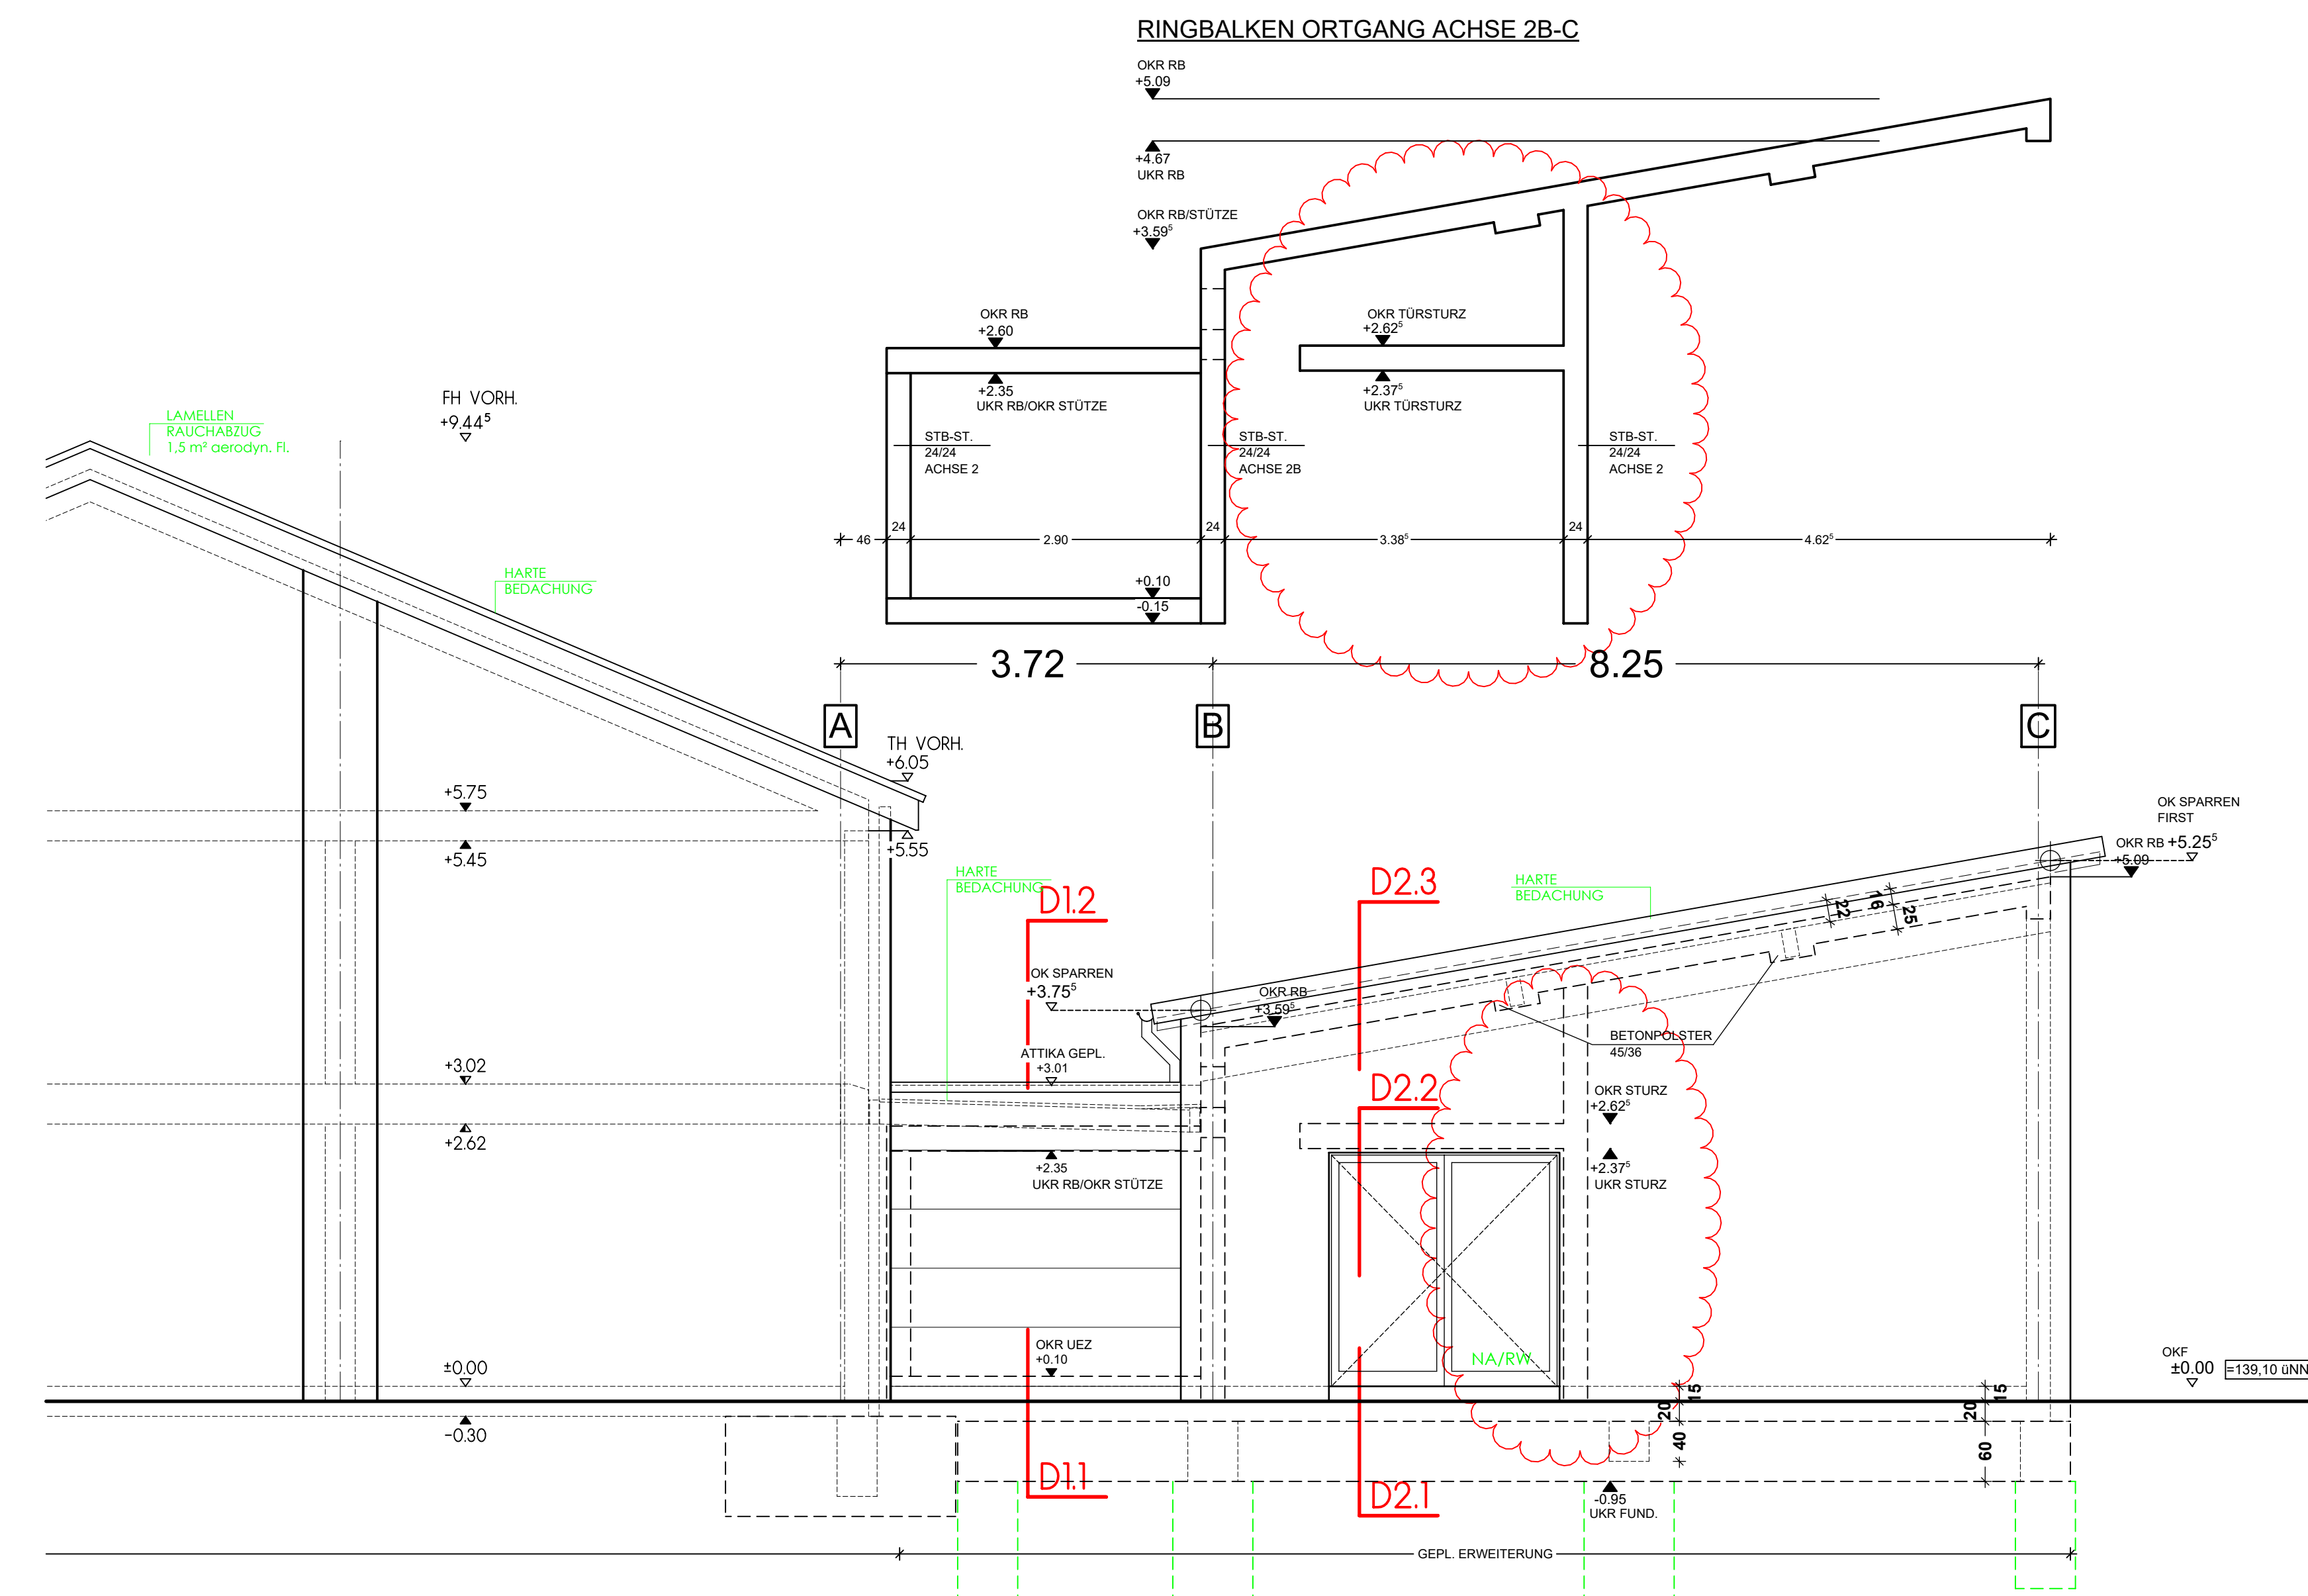 RINGBALKEN ORTGANG ACHSE 2B-C
OKR RB
+5.09
+4.67
UKR RB
OKR RB/STÜTZE
+3.59⁵
OKR RB
+2.60
+2.35
UKR RB/OKR STÜTZE
OKR TÜRSTURZ
+2.62⁵
+2.37⁵
UKR TÜRSTURZ
STB-ST.
24/24
ACHSE 2
STB-ST.
24/24
ACHSE 2B
STB-ST.
24/24
ACHSE 2
46
24
2.90
24
3.38⁵
24
4.62⁵
+0.10
-0.15
3.72
8.25
A
B
C
FH VORH.
+9.44⁵
LAMELLEN
RAUCHABZUG
1,5 m² aerodyn. Fl.
HARTE
BEDACHUNG
TH VORH.
+6.05
+5.55
+5.75
+5.45
+3.02
+2.62
±0.00
-0.30
HARTE
BEDACHUNG
D1.2
D2.3
HARTE
BEDACHUNG
OK SPARREN
FIRST
OKR RB
+5.25⁵
+5.09
22
16
25
OK SPARREN
+3.75⁵
OKR RB
+3.59⁵
ATTIKA GEPL.
+3.01
BETONPOLSTER
45/36
D2.2
OKR STURZ
+2.62⁵
+2.37⁵
UKR STURZ
+2.35
UKR RB/OKR STÜTZE
OKR UEZ
+0.10
NA/RW
OKF
±0.00
=139,10 üNN
15
20
40
15
20
60
D1.1
D2.1
-0.95
UKR FUND.
GEPL. ERWEITERUNG